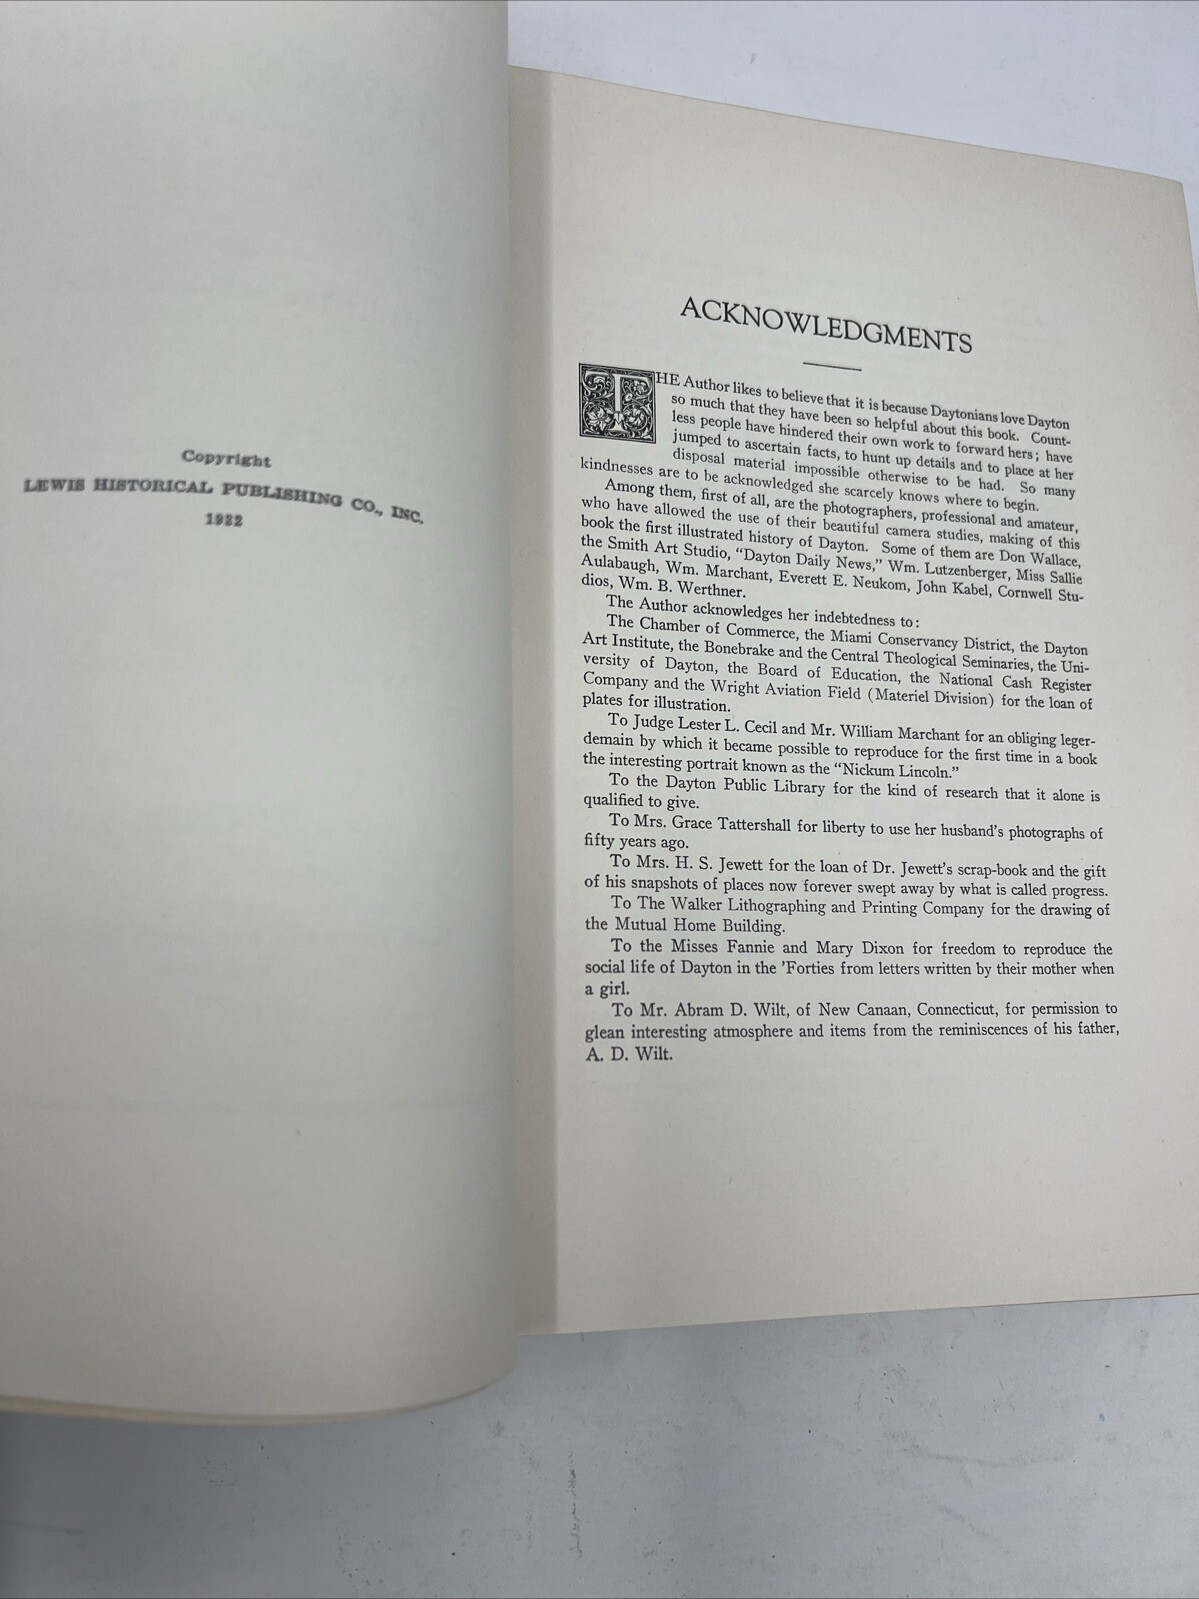 Copyright
LEWIS HISTORICAL PUBLISHING CO., INC.
1932
ACKNOWLEDGMENTS
THE Author likes to believe that it is because Daytonians love Dayton
so much that they have been so helpful about this book. Count-
less people have hindered their own work to forward hers; have
jumped to ascertain facts, to hunt up details and to place at her
disposal material impossible otherwise to be had. So many
kindnesses are to be acknowledged she scarcely knows where to begin.
Among them, first of all, are the photographers, professional and amateur,
who have allowed the use of their beautiful camera studies, making of this
book the first illustrated history of Dayton. Some of them are Don Wallace,
the Smith Art Studio, "Dayton Daily News," Wm. Lutzenberger, Miss Sallie
Aulabaugh, Wm. Marchant, Everett E. Neukom, John Kabel, Cornwell Stu-
dios, Wm. B. Werthner.
The Author acknowledges her indebtedness to:
The Chamber of Commerce, the Miami Conservancy District, the Dayton
Art Institute, the Bonebrake and the Central Theological Seminaries, the Uni-
versity of Dayton, the Board of Education, the National Cash Register
Company and the Wright Aviation Field (Materiel Division) for the loan of
plates for illustration.
To Judge Lester L. Cecil and Mr. William Marchant for an obliging leger-
demain by which it became possible to reproduce for the first time in a book
the interesting portrait known as the "Nickum Lincoln."
To the Dayton Public Library for the kind of research that it alone is
qualified to give.
To Mrs. Grace Tattershall for liberty to use her husband's photographs of
fifty years ago.
To Mrs. H. S. Jewett for the loan of Dr. Jewett's scrap-book and the gift
of his snapshots of places now forever swept away by what is called progress.
To The Walker Lithographing and Printing Company for the drawing of
the Mutual Home Building.
To the Misses Fannie and Mary Dixon for freedom to reproduce the
social life of Dayton in the 'Forties from letters written by their mother when
a girl.
To Mr. Abram D. Wilt, of New Canaan, Connecticut, for permission to
glean interesting atmosphere and items from the reminiscences of his father,
A. D. Wilt.